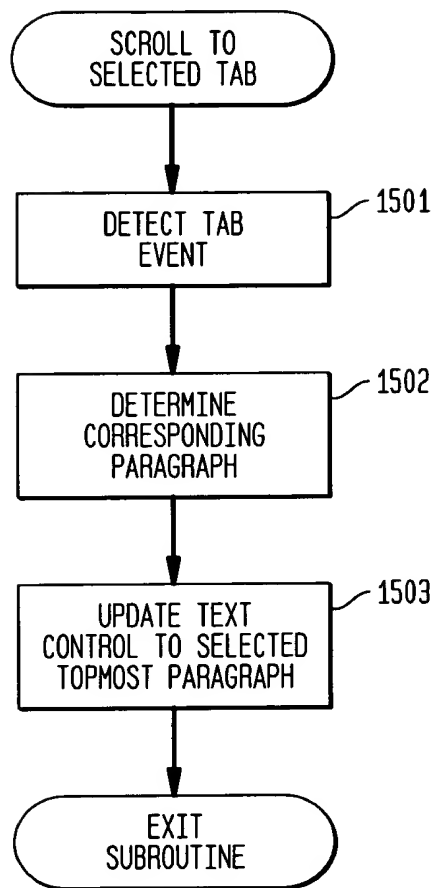 SCROLL TO
SELECTED TAB
1501
DETECT TAB
EVENT
1502
DETERMINE
CORRESPONDING
PARAGRAPH
1503
UPDATE TEXT
CONTROL TO SELECTED
TOPMOST PARAGRAPH
EXIT
SUBROUTINE